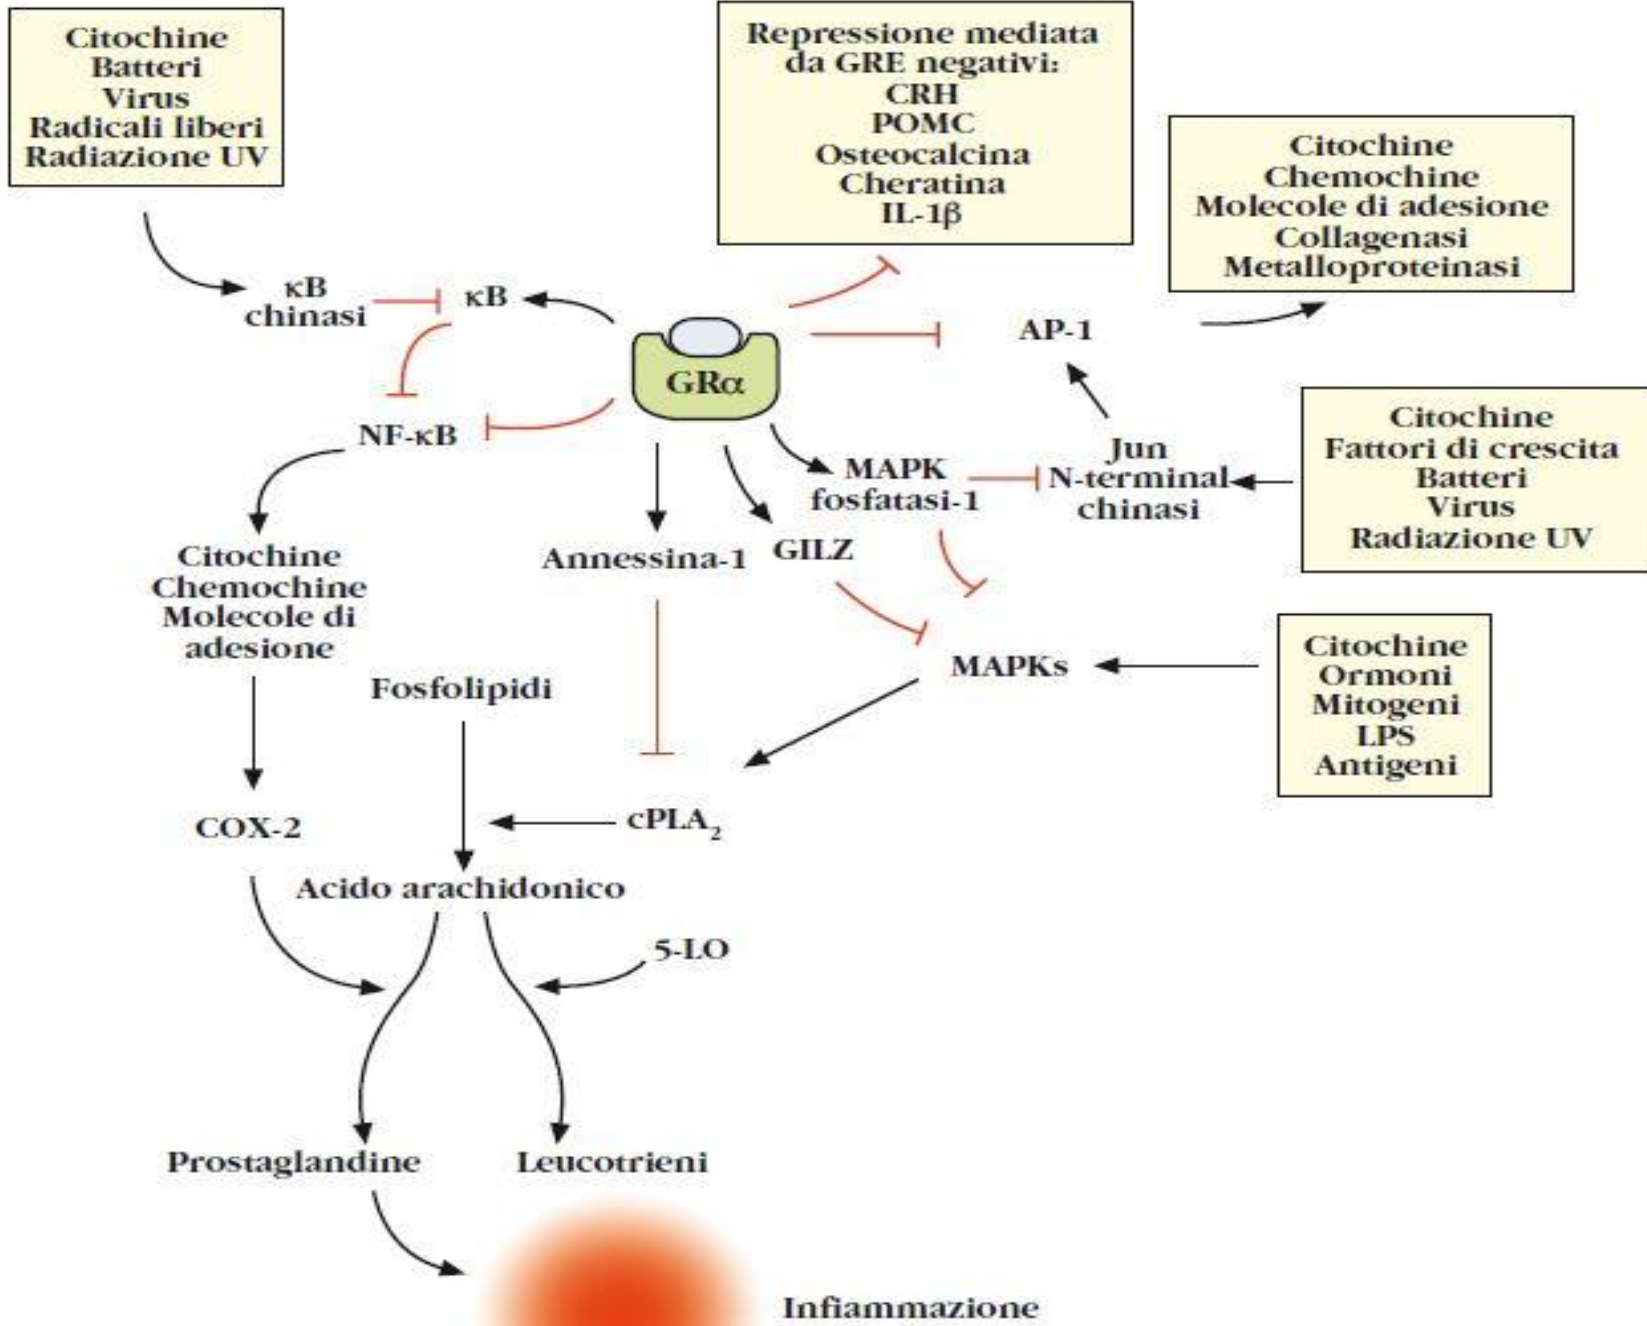 Citochine
Batteri
Virus
Radicali liberi
Radiazione UV
Repressione mediata
da GRE negativi:
CRH
POMC
Osteocalcina
Cheratina
IL-1β
Citochine
Chemochine
Molecole di adesione
Collagenasi
Metalloproteinasi
κB
chinasi
κB
GRα
AP-1
NF-κB
Citochine
Fattori di crescita
Batteri
Virus
Radiazione UV
Jun
N-terminal
chinasi
MAPK
fosfatasi-1
Annessina-1
GILZ
Citochine
Chemochine
Molecole di
adesione
Fosfolipidi
MAPKs
Citochine
Ormoni
Mitogeni
LPS
Antigeni
COX-2
cPLA₂
Acido arachidonico
5-LO
Prostaglandine
Leucotrieni
Infiammazione